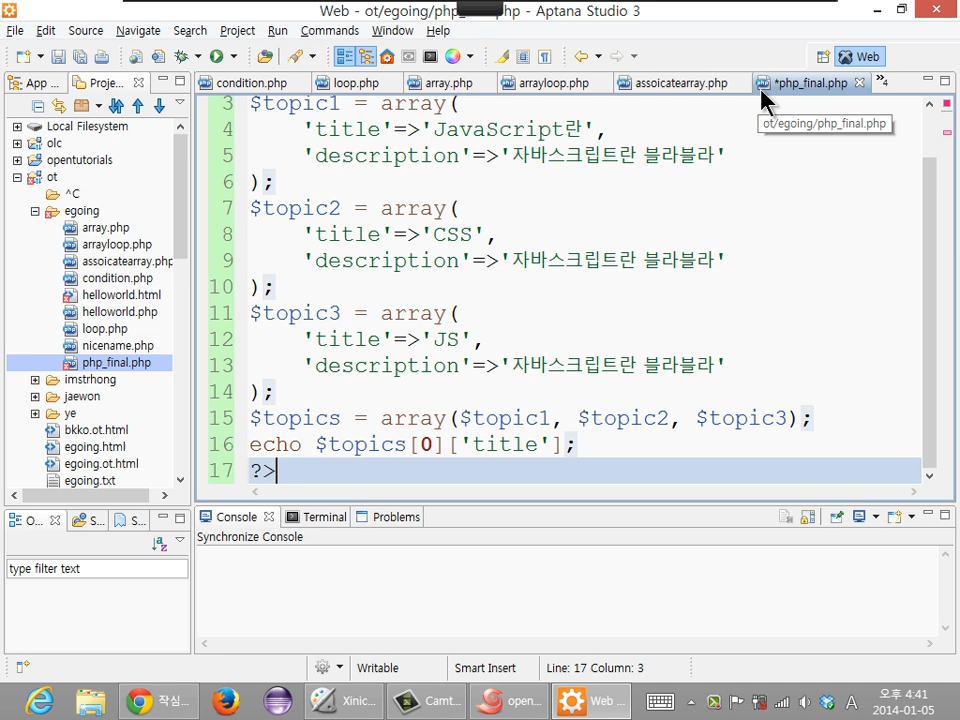 Web - ot/egoing/php_ .php - Aptana Studio 3
File Edit Source Navigate Search Project Run Commands Window Help
Web
App ... Proje...
condition.php loop.php array.php arrayloop.php assoicatearray.php *php_final.php »4
ot/egoing/php_final.php
Local Filesystem
olc
opentutorials
ot
^C
egoing
array.php
arrayloop.php
assoicatearray.php
condition.php
helloworld.html
helloworld.php
loop.php
nicename.php
php_final.php
imstrhong
jaewon
ye
bkko.ot.html
egoing.html
egoing.ot.html
egoing.txt
3 $topic1 = array(
4 'title'=>'JavaScript란',
5 'description'=>'자바스크립트란 블라블라'
6 );
7 $topic2 = array(
8 'title'=>'CSS',
9 'description'=>'자바스크립트란 블라블라'
10 );
11 $topic3 = array(
12 'title'=>'JS',
13 'description'=>'자바스크립트란 블라블라'
14 );
15 $topics = array($topic1, $topic2, $topic3);
16 echo $topics[0]['title'];
17 ?>
O... S... S...
type filter text
Console Terminal Problems
Synchronize Console
Writable Smart Insert Line: 17 Column: 3
작심... Xinic... Camt... open... Web ... A
오후 4:41
2014-01-05